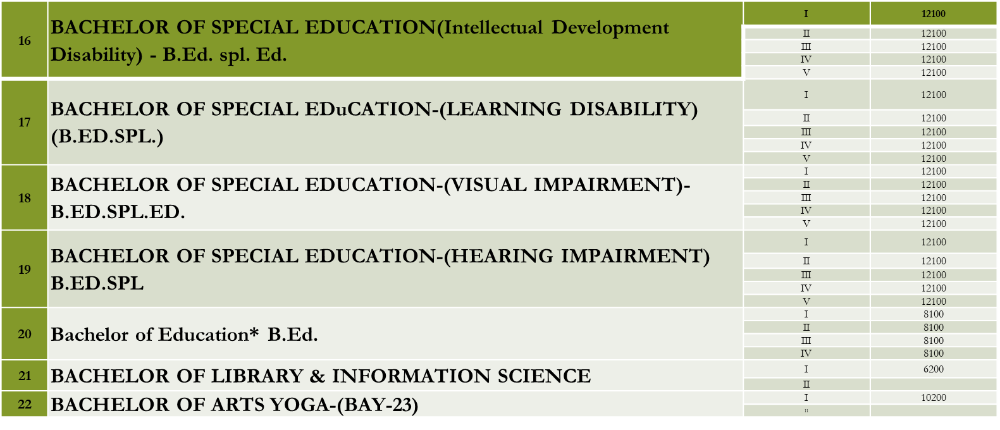 16
BACHELOR OF SPECIAL EDUCATION(Intellectual Development
Disability) - B.Ed. spl. Ed.
I 12100
II 12100
III 12100
IV 12100
V 12100
17
BACHELOR OF SPECIAL EDuCATION-(LEARNING DISABILITY)
(B.ED.SPL.)
I 12100
II 12100
III 12100
IV 12100
V 12100
18
BACHELOR OF SPECIAL EDUCATION-(VISUAL IMPAIRMENT)-
B.ED.SPL.ED.
I 12100
II 12100
III 12100
IV 12100
V 12100
19
BACHELOR OF SPECIAL EDUCATION-(HEARING IMPAIRMENT)
B.ED.SPL
I 12100
II 12100
III 12100
IV 12100
V 12100
20
Bachelor of Education* B.Ed.
I 8100
II 8100
III 8100
IV 8100
21
BACHELOR OF LIBRARY & INFORMATION SCIENCE
I 6200
II
22
BACHELOR OF ARTS YOGA-(BAY-23)
I 10200
II